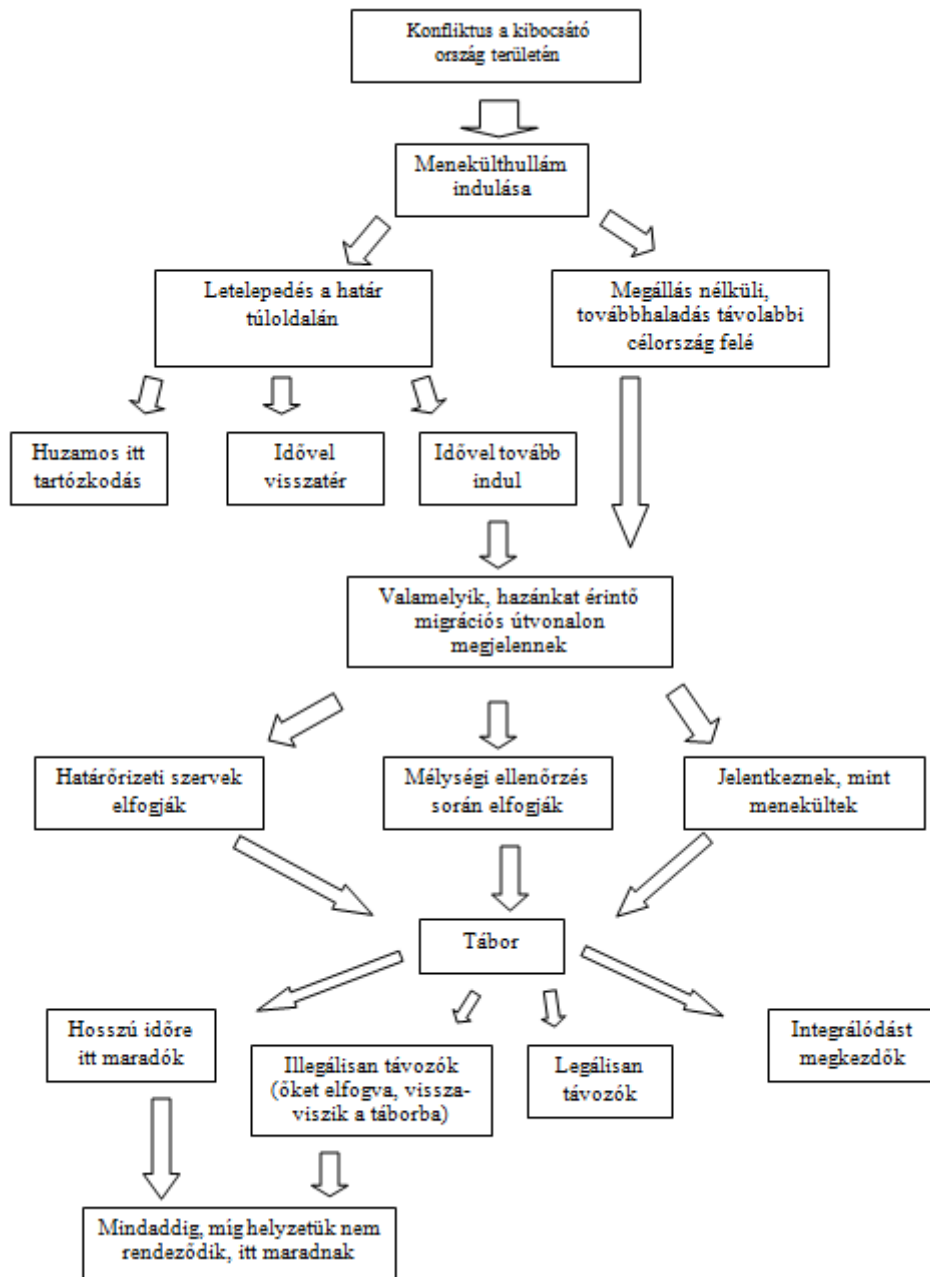 Konfliktus a kibocsátó
ország területén
Menekülthullám
indulása
Letelepedés a határ
túloldalán
Megállás nélküli,
továbbhaladás távolabbi
célország felé
Huzamos itt
tartózkodás
Idővel
visszatér
Idővel tovább
indul
Valamelyik, hazánkat érintő
migrációs útvonalon
megjelennek
Határőrizeti szervek
elfogják
Mélységi ellenőrzés
során elfogják
Jelentkeznek, mint
menekültek
Tábor
Hosszú időre
itt maradók
Illegálisan távozók
(őket elfogva, vissza-
viszik a táborba)
Legálisan
távozók
Integrálódást
megkezdők
Mindaddig, míg helyzetük nem
rendeződik, itt maradnak